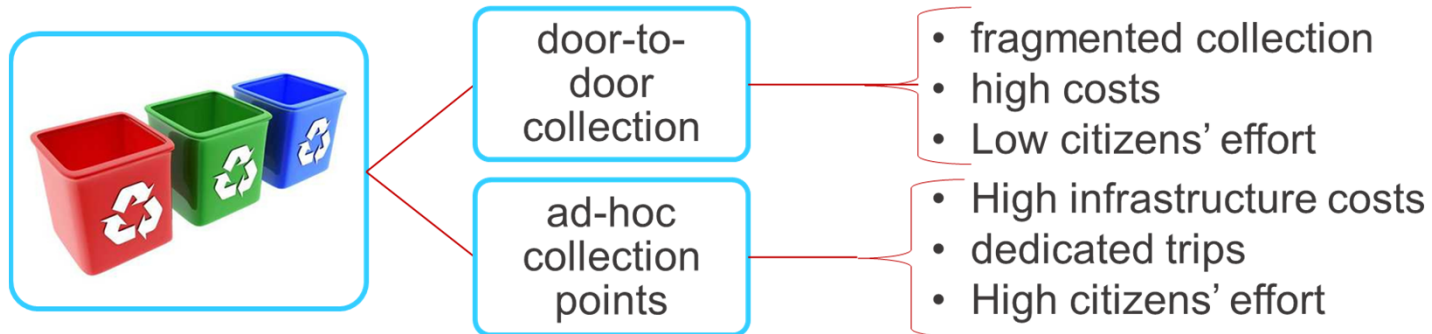 door-to-
door
collection
• fragmented collection
• high costs
• Low citizens’ effort
ad-hoc
collection
points
• High infrastructure costs
• dedicated trips
• High citizens’ effort